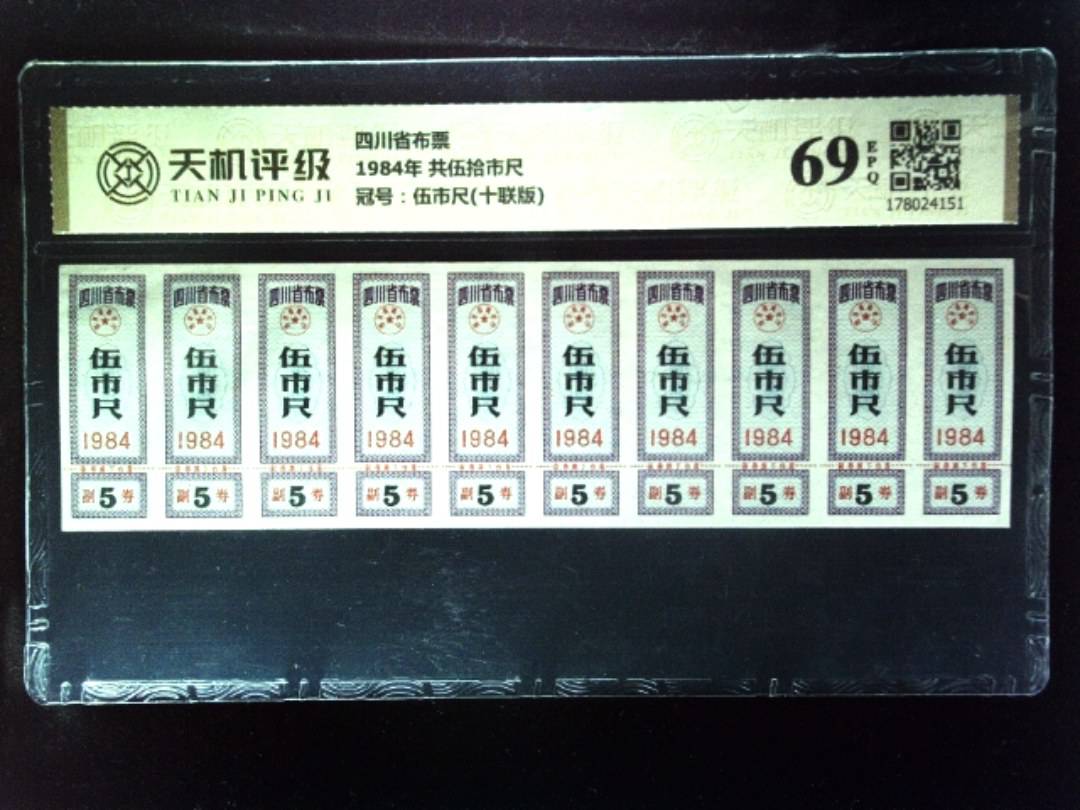 天机评级
TIAN JI PING JI
四川省布票
1984年 共伍拾市尺
冠号：伍市尺(十联版)
69
EPQ
178024151
四川省布票 四川省布票 四川省布票 四川省布票 四川省布票 四川省布票 四川省布票 四川省布票 四川省布票 四川省布票
伍市尺 伍市尺 伍市尺 伍市尺 伍市尺 伍市尺 伍市尺 伍市尺 伍市尺 伍市尺
1984 1984 1984 1984 1984 1984 1984 1984 1984 1984
副5券 副5券 副5券 副5券 副5券 副5券 副5券 副5券 副5券 副5券